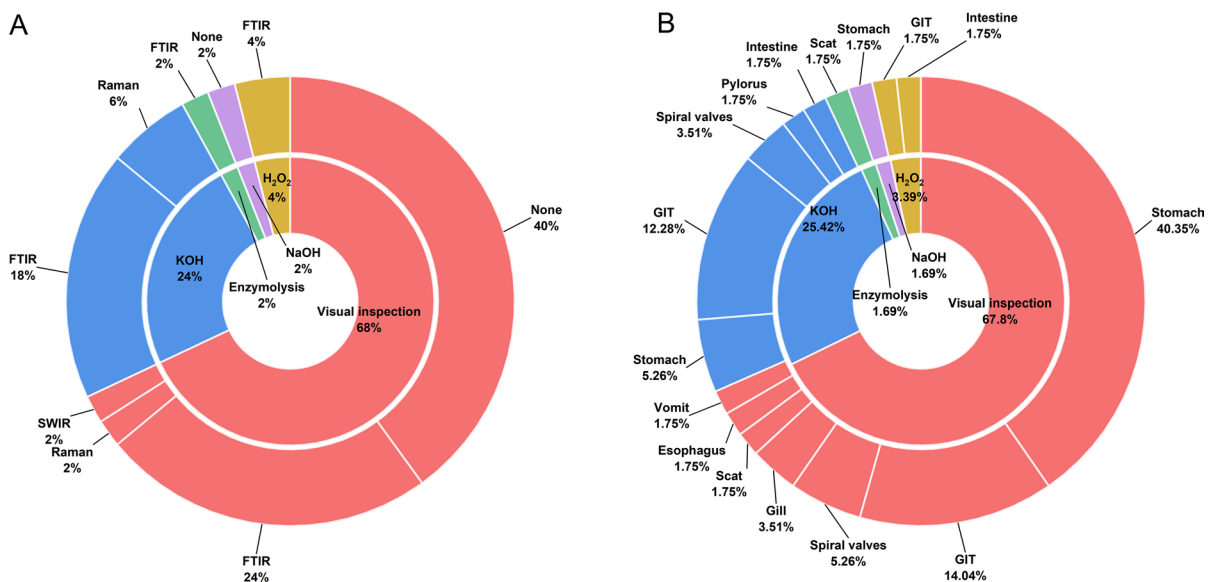 A
FTIR
4%
None
2%
FTIR
2%
Raman
6%
FTIR
18%
SWIR
2%
Raman
2%
FTIR
24%
None
40%
H₂O₂
4%
KOH
24%
NaOH
2%
Enzymolysis
2%
Visual inspection
68%
B
Intestine
1.75%
GIT
1.75%
Stomach
1.75%
Scat
1.75%
Intestine
1.75%
Pylorus
1.75%
Spiral valves
3.51%
GIT
12.28%
Stomach
5.26%
Vomit
1.75%
Esophagus
1.75%
Scat
1.75%
Gill
3.51%
Spiral valves
5.26%
GIT
14.04%
Stomach
40.35%
H₂O₂
3.39%
KOH
25.42%
NaOH
1.69%
Enzymolysis
1.69%
Visual inspection
67.8%